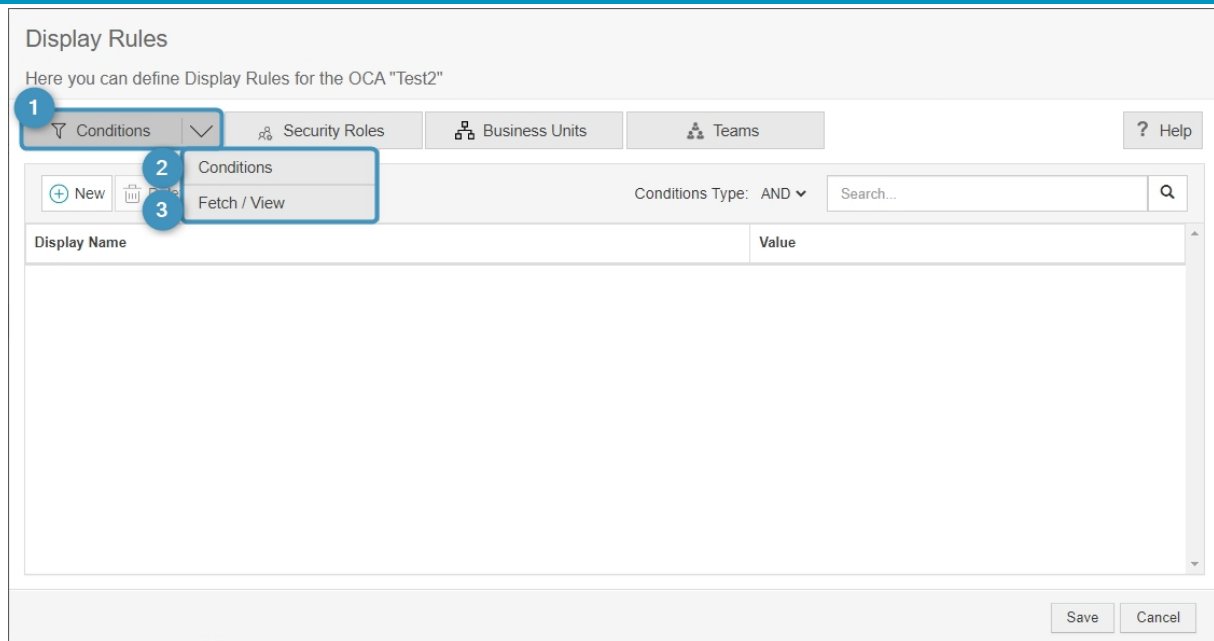 Display Rules
Here you can define Display Rules for the OCA "Test2"
1
Conditions
Security Roles
Business Units
Teams
? Help
2 Conditions
New
3 Fetch / View
Conditions Type: AND
Search...
Display Name
Value
Save
Cancel